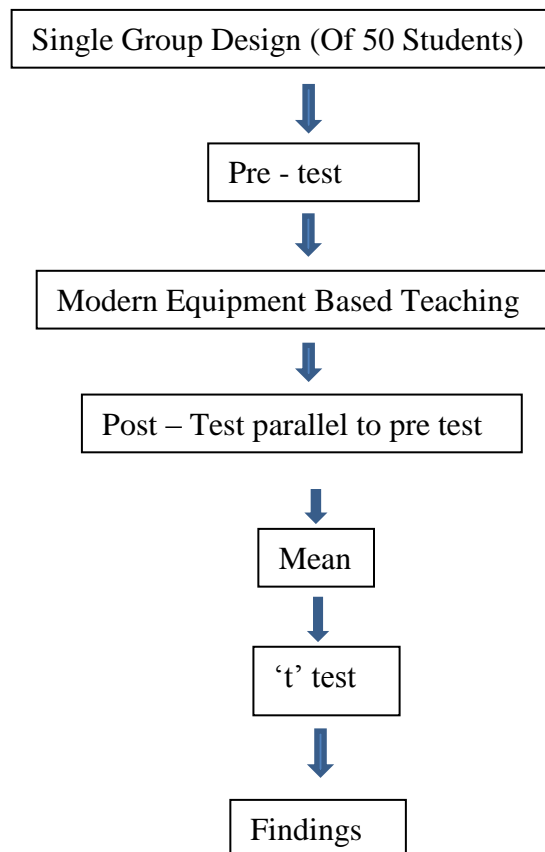 Single Group Design (Of 50 Students)
Pre - test
Modern Equipment Based Teaching
Post – Test parallel to pre test
Mean
‘t’ test
Findings